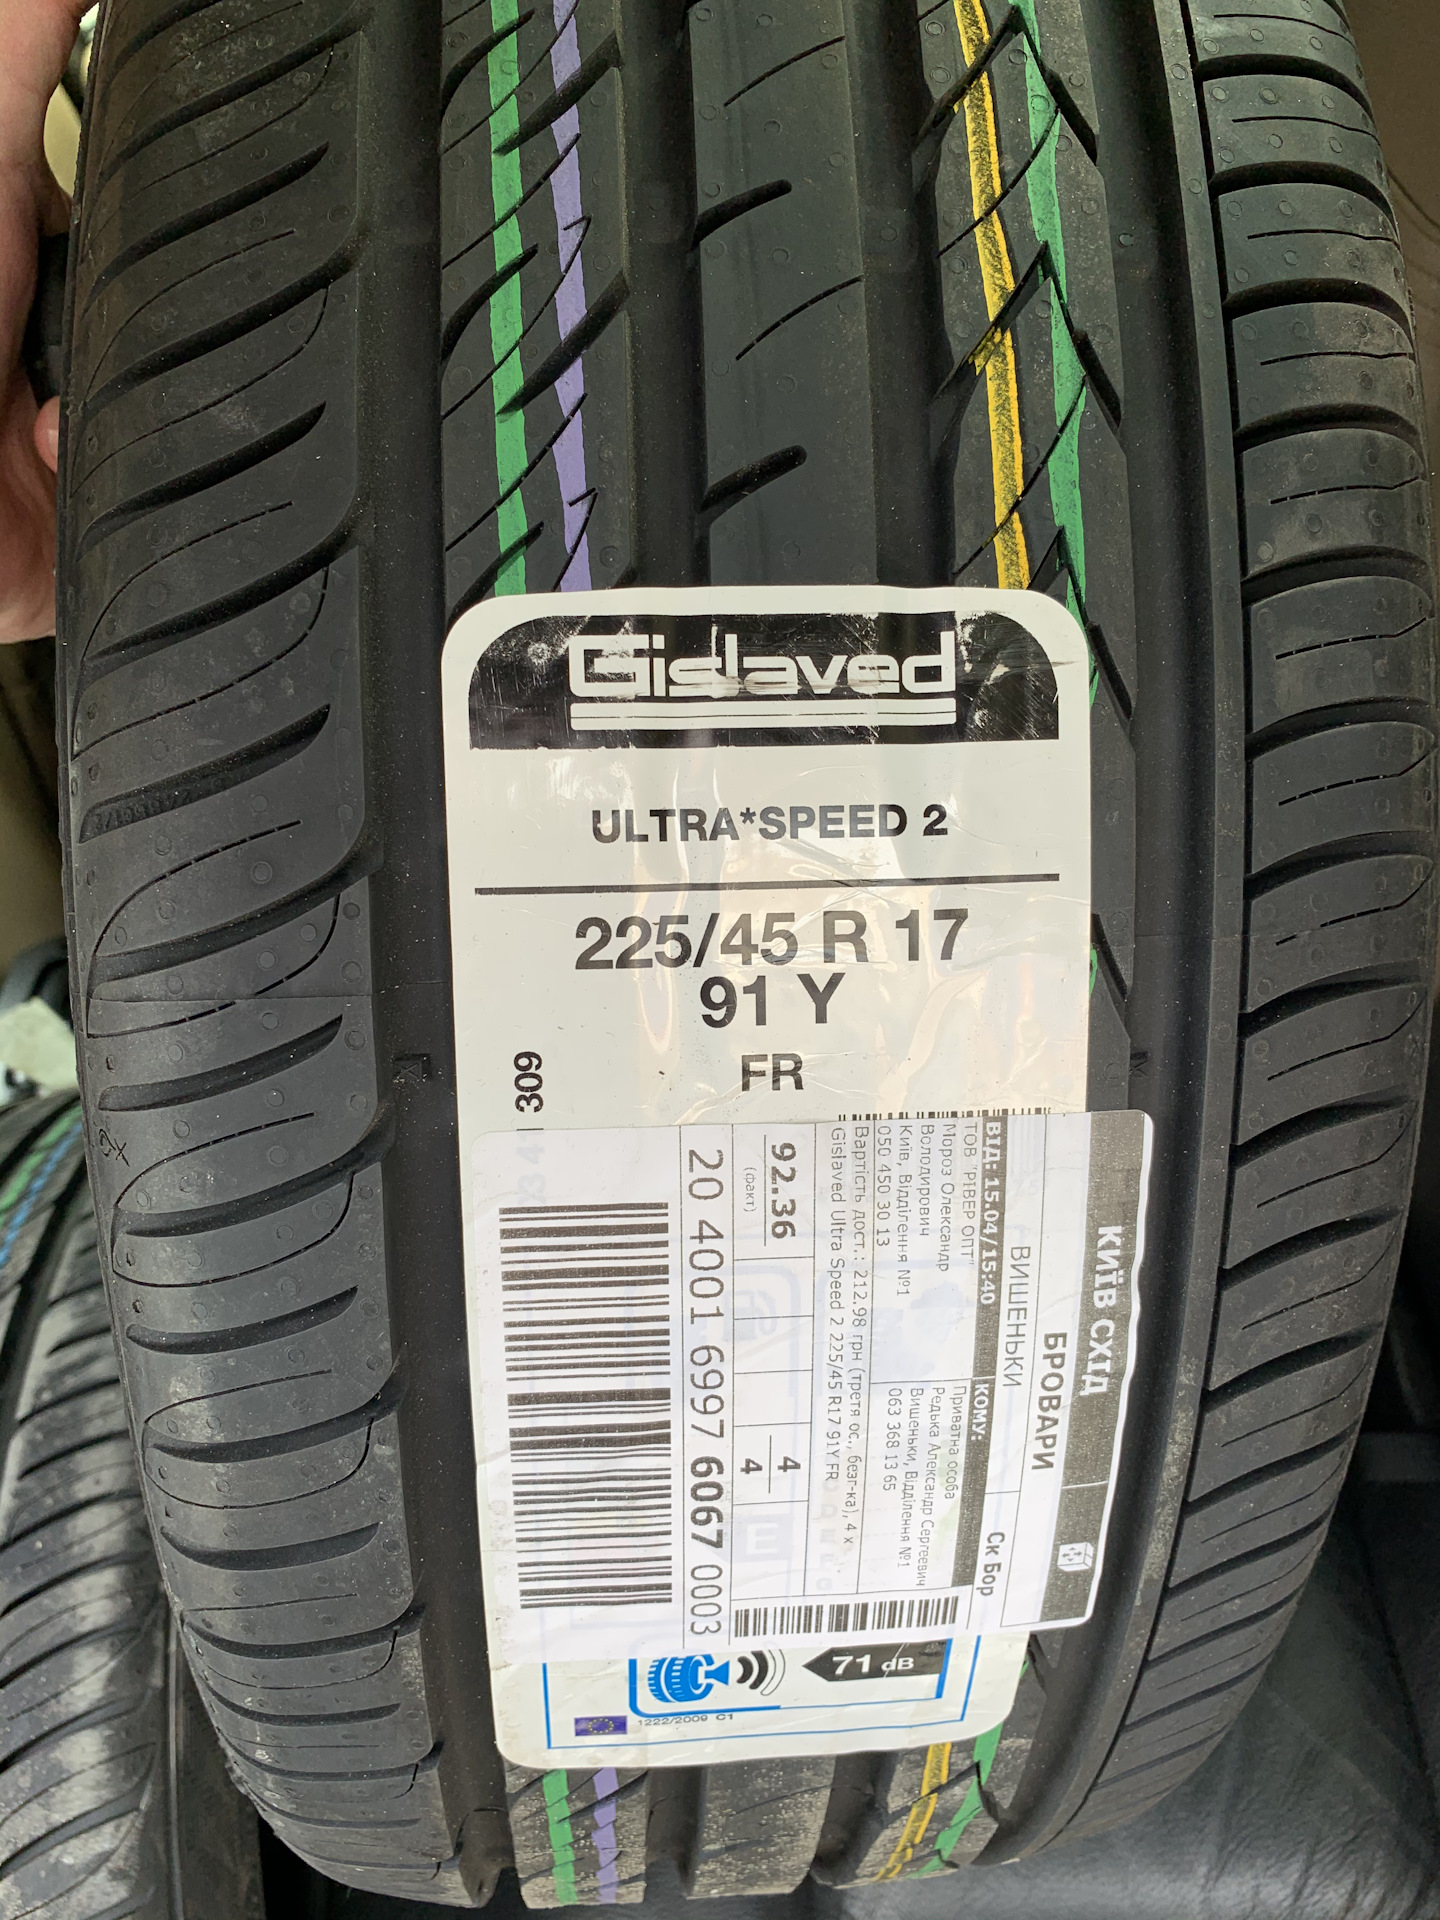 Gislaved
ULTRA*SPEED 2
225/45 R 17
91 Y
FR
309
КИЇВ СХІД
БРОВАРИ
ВИШЕНЬКИ
Ск Бор
ВІД: 15.04/15:40
ТОВ "РІВЕР ОПТ"
Мороз Олександр
Володирович
Київ, Відділення №1
050 450 30 13
КОМУ:
Приватна особа
Редька Александр Сергеевич
Вишеньки, Відділення №1
063 368 13 65
Вартість дост.: 212.98 грн (третя ос., безг-ка), 4 x
Gislaved Ultra Speed 2 225/45 R17 91Y FR
92.36
(факт)
4
4
20 4001 6997 6067 0003
71 dB
1222/2009 C1